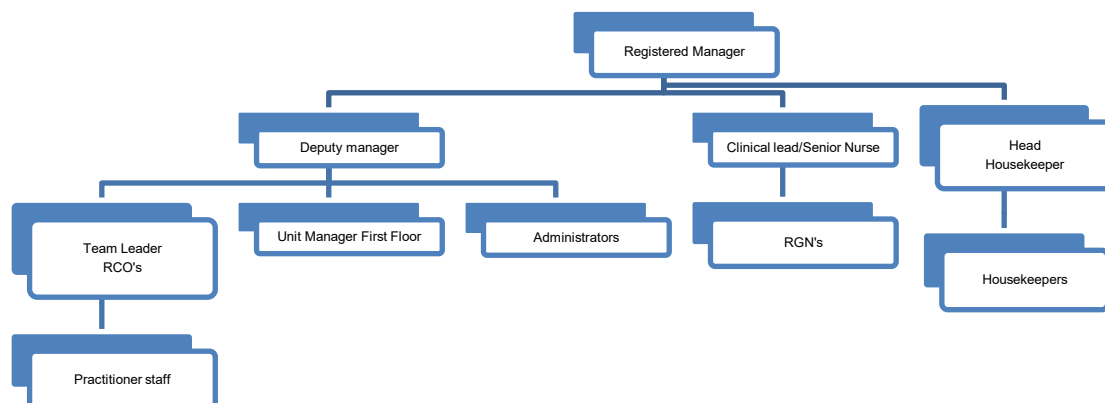 Registered Manager
Deputy manager
Clinical lead/Senior Nurse
Head
Housekeeper
Team Leader
RCO's
Unit Manager First Floor
Administrators
RGN's
Housekeepers
Practitioner staff